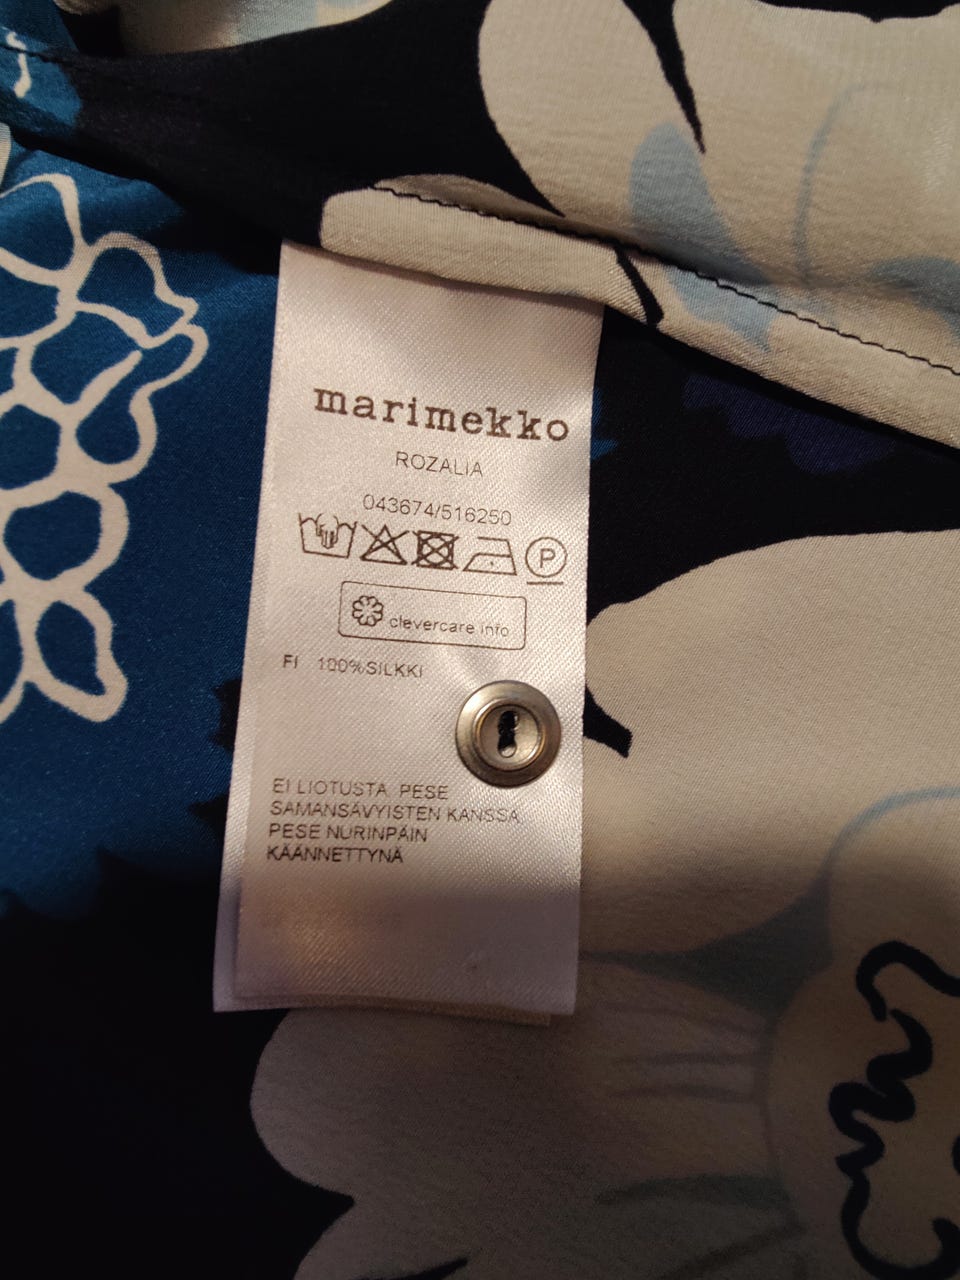 marimekko
ROZALIA
043674/516250
P
clevercare info
FI 100%SILKKI
EI LIOTUSTA. PESE
SAMANSÄVYISTEN KANSSA.
PESE NURINPÄIN
KÄÄNNETTYNÄ